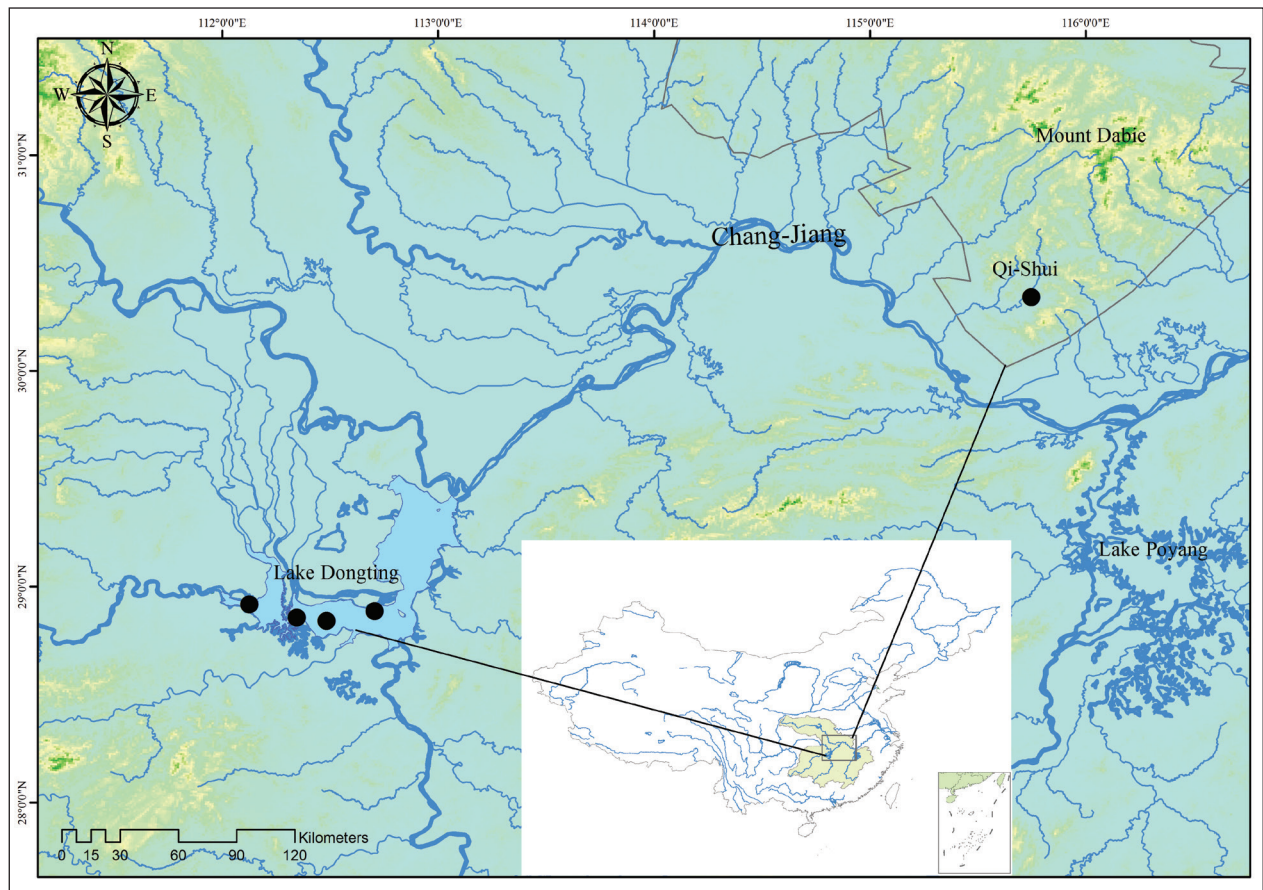 112°0'0"E 113°0'0"E 114°0'0"E 115°0'0"E 116°0'0"E
N
W E
S
31°0'0"N
Mount Dabie
Chang-Jiang
Qi-Shui
30°0'0"N
Lake Dongting
29°0'0"N
Lake Poyang
28°0'0"N
Kilometers
0 15 30 60 90 120